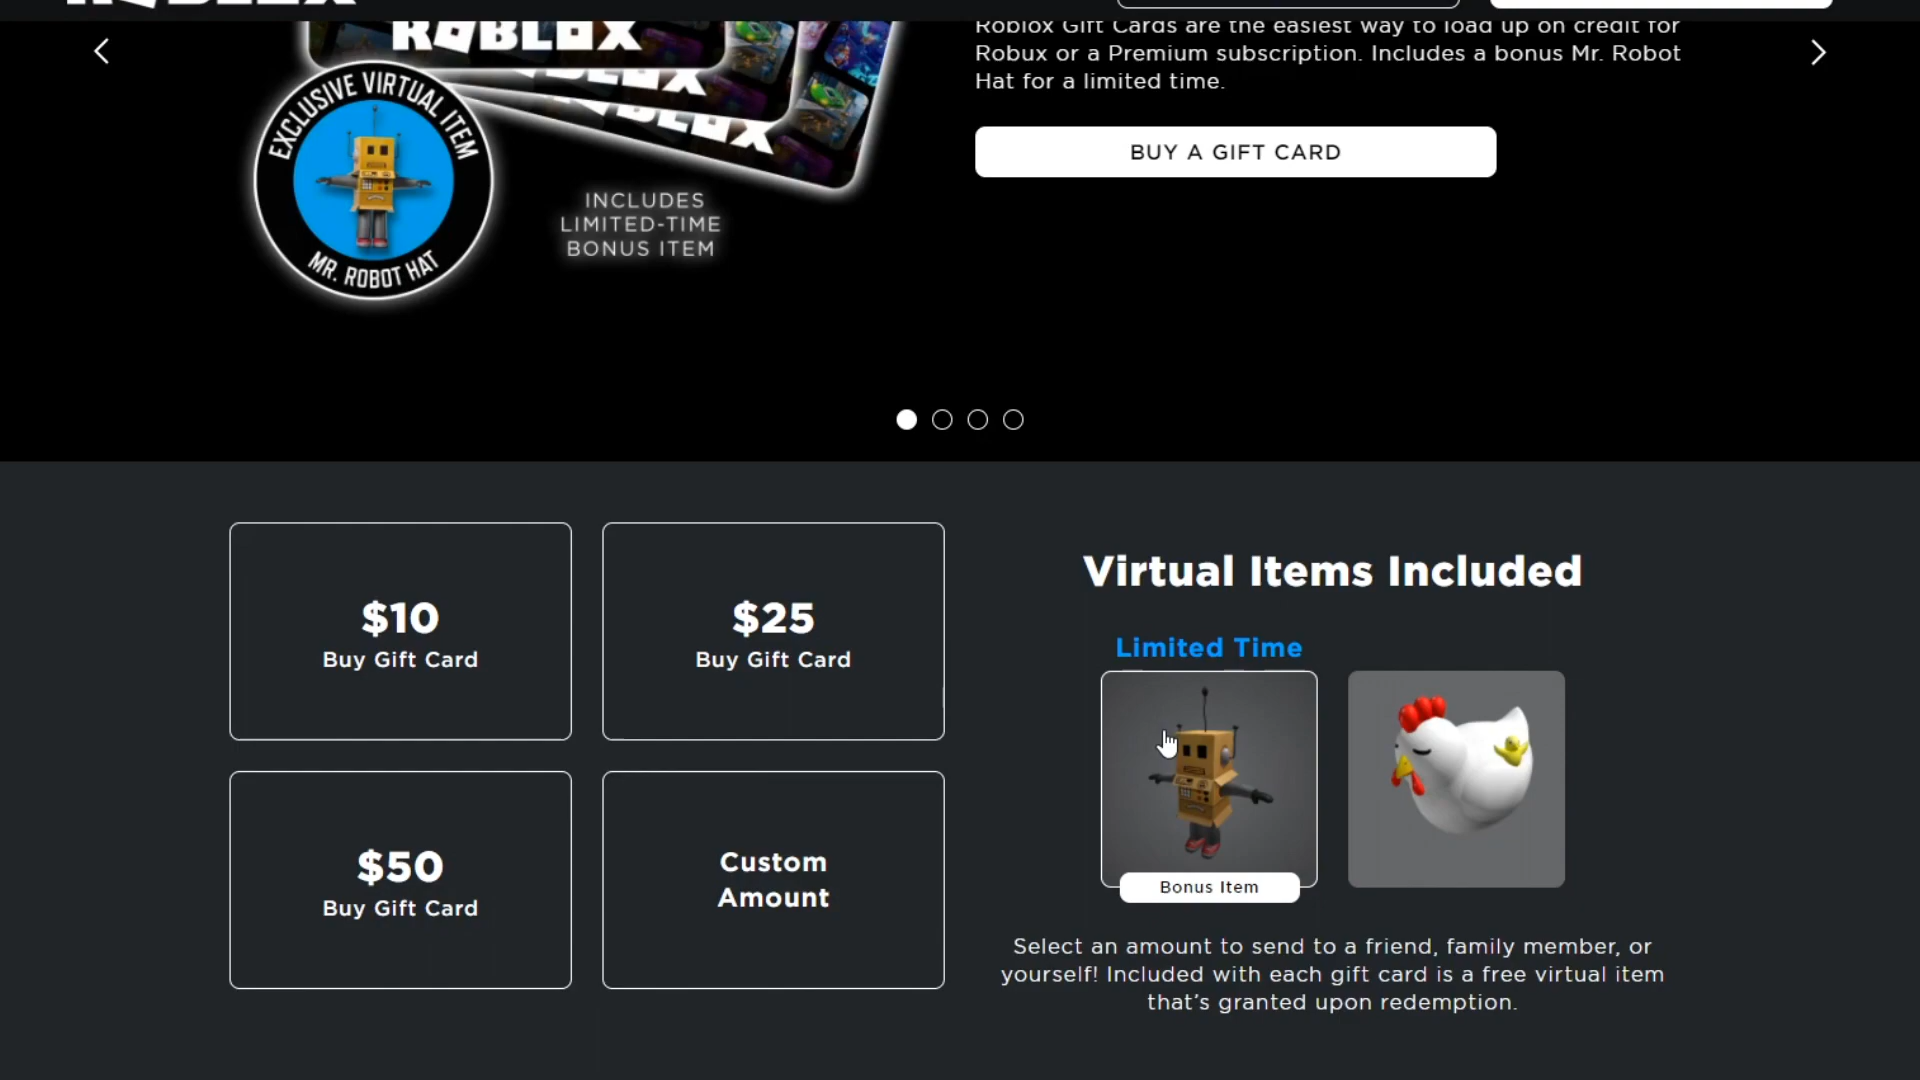 ROBLOX
ROBLOX
Roblox Gift Cards are the easiest way to load up on credit for
Robux or a Premium subscription. Includes a bonus Mr. Robot
Hat for a limited time.
BUY A GIFT CARD
EXCLUSIVE VIRTUAL ITEM
MR. ROBOT HAT
INCLUDES
LIMITED-TIME
BONUS ITEM
$10
Buy Gift Card
$25
Buy Gift Card
$50
Buy Gift Card
Custom
Amount
Virtual Items Included
Limited Time
Bonus Item
Select an amount to send to a friend, family member, or
yourself! Included with each gift card is a free virtual item
that's granted upon redemption.